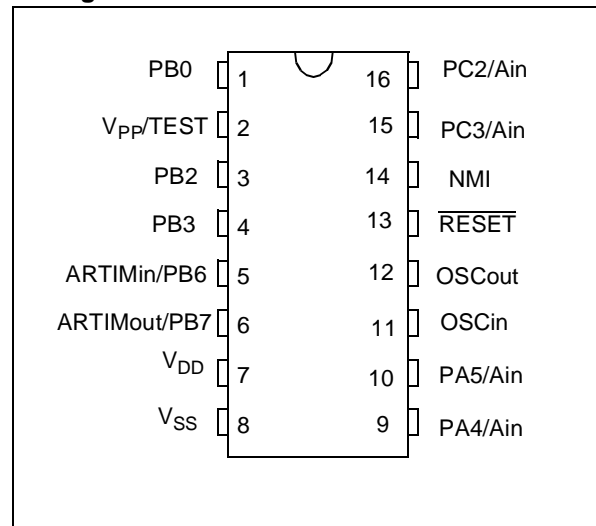 PB0 1 16 PC2/Ain
VPP/TEST 2 15 PC3/Ain
PB2 3 14 NMI
PB3 4 13 RESET
ARTIMin/PB6 5 12 OSCout
ARTIMout/PB7 6 11 OSCin
VDD 7 10 PA5/Ain
VSS 8 9 PA4/Ain